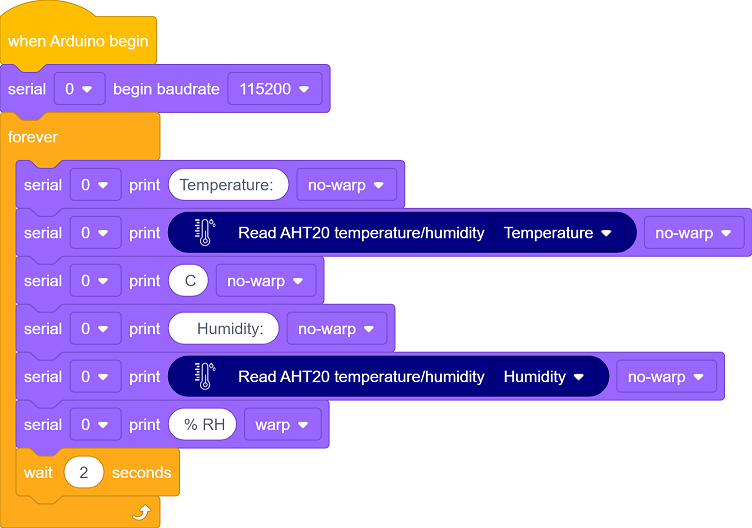 when Arduino begin
serial 0 begin baudrate 115200
forever
serial 0 print Temperature: no-warp
serial 0 print Read AHT20 temperature/humidity Temperature no-warp
serial 0 print C no-warp
serial 0 print Humidity: no-warp
serial 0 print Read AHT20 temperature/humidity Humidity no-warp
serial 0 print % RH warp
wait 2 seconds